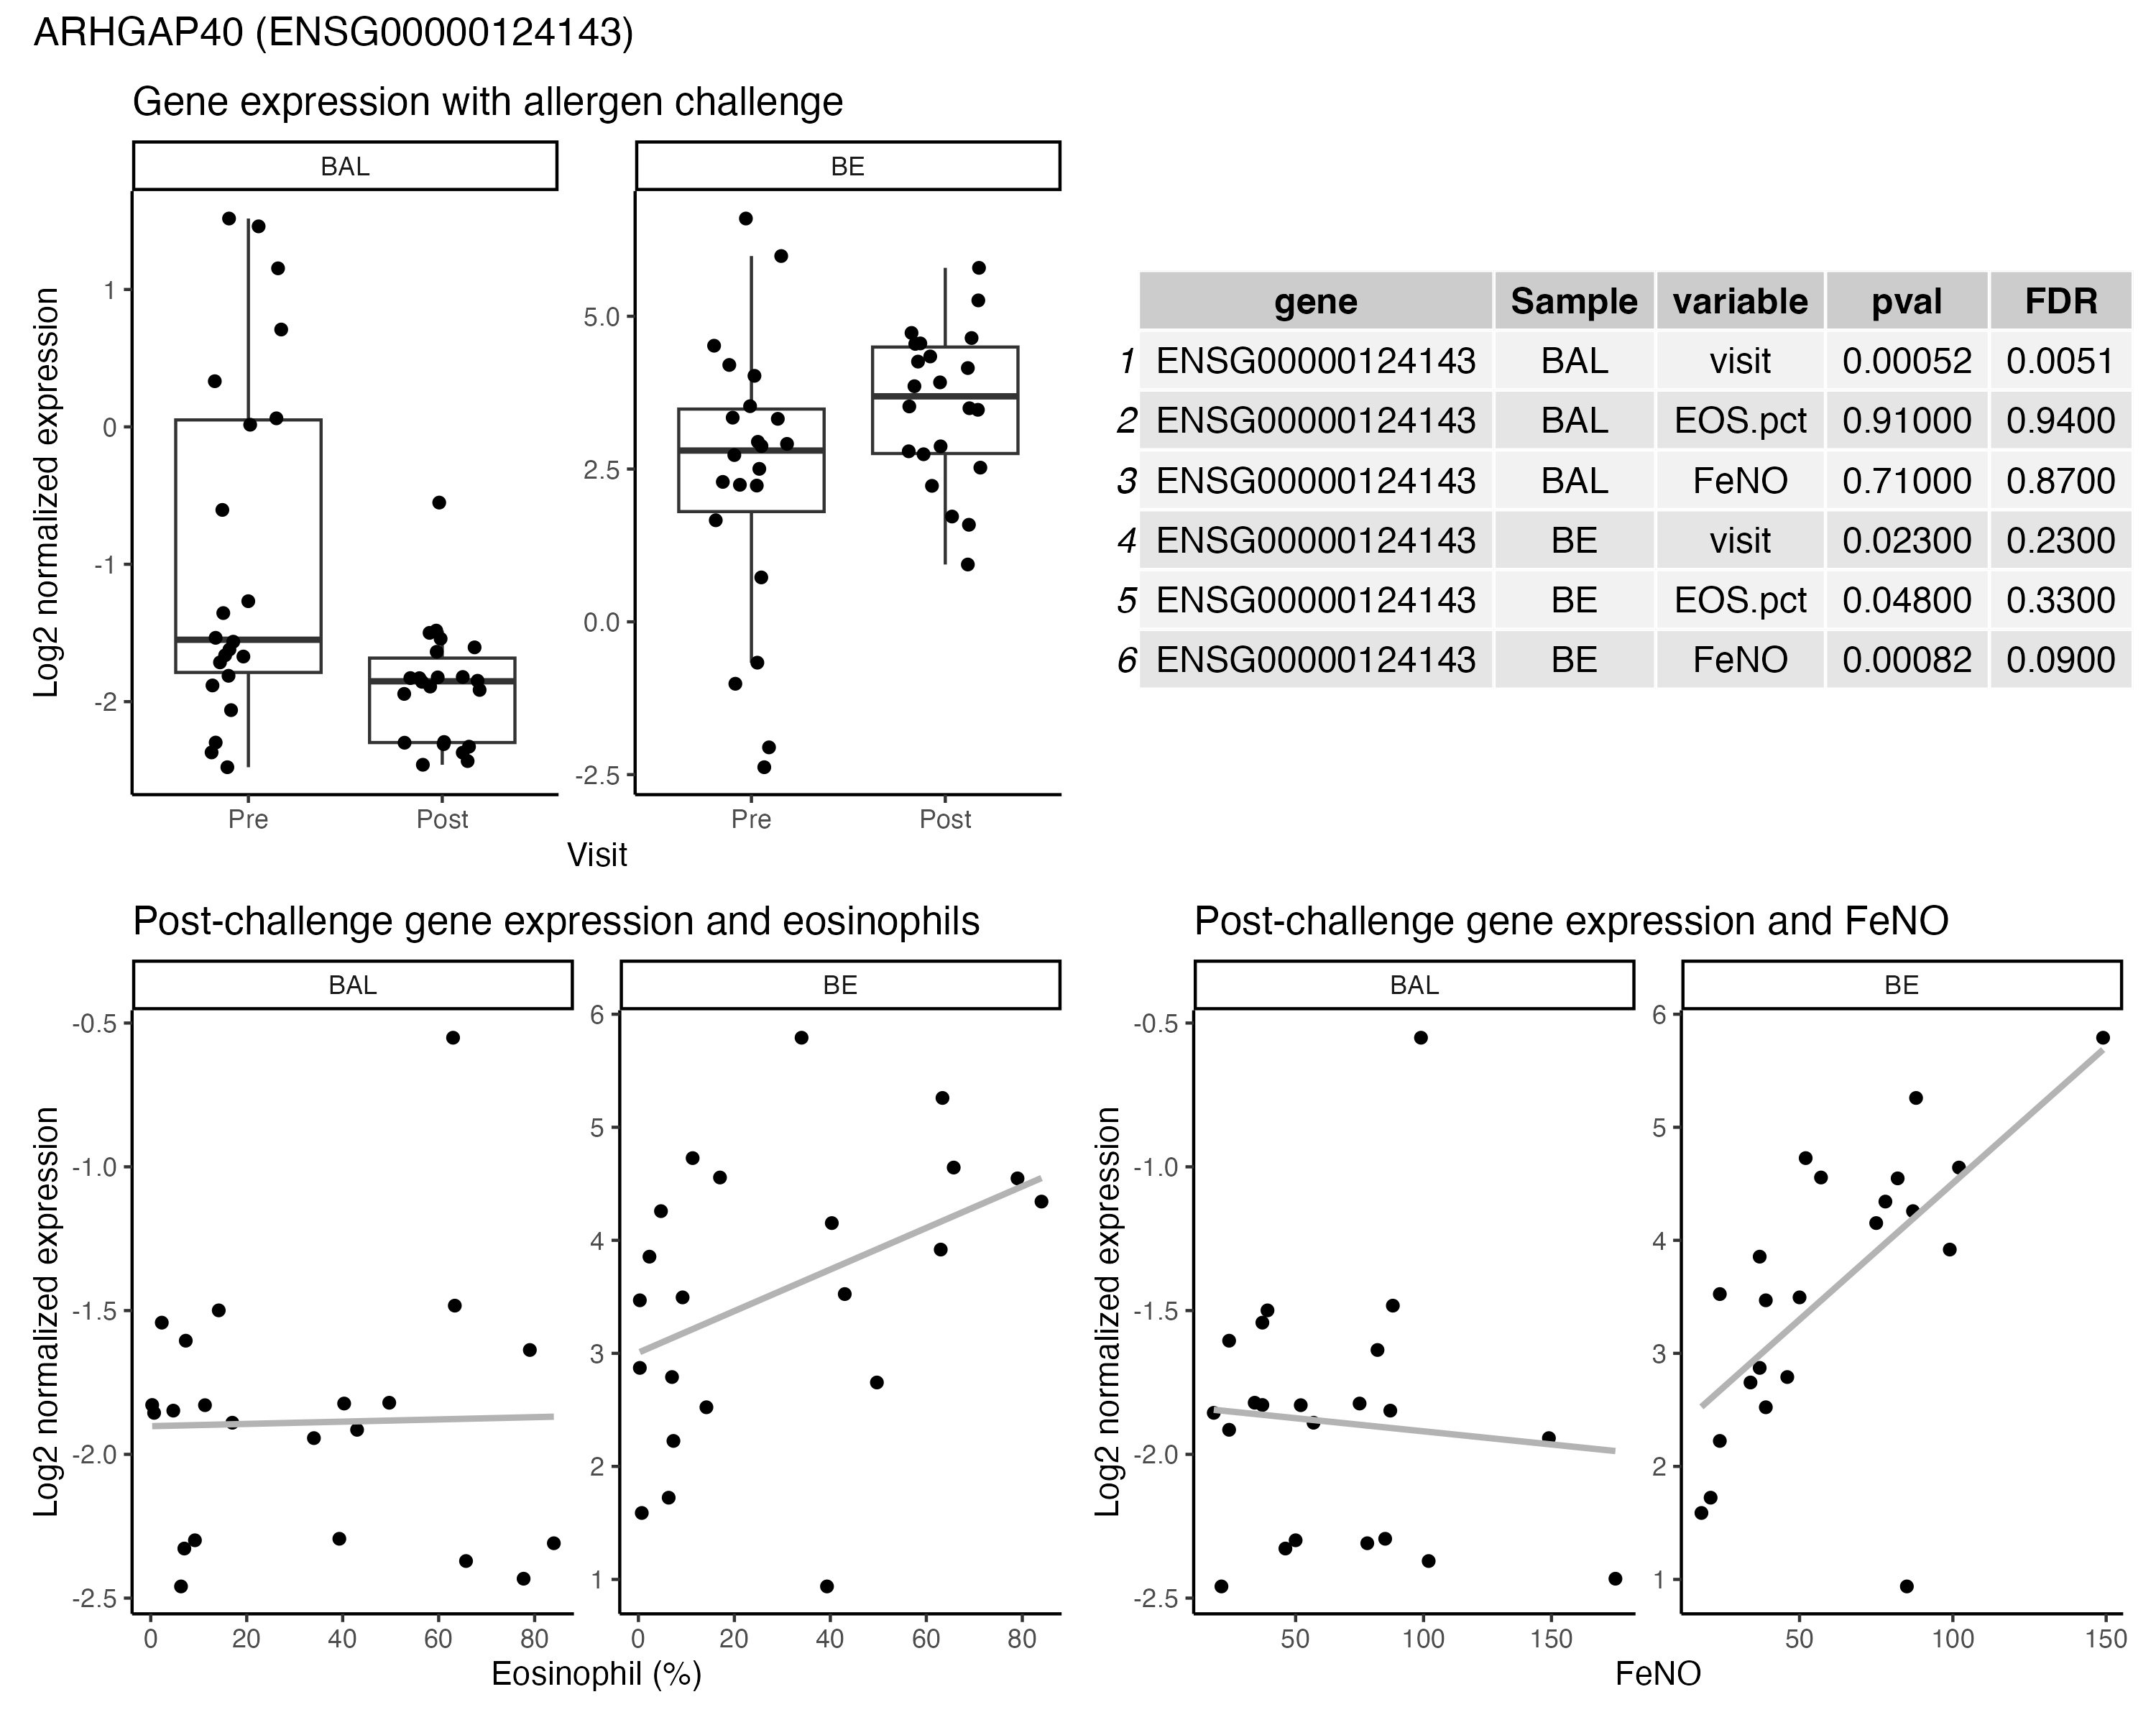 ARHGAP40 (ENSG00000124143)
Gene expression with allergen challenge
BAL
BE
Log2 normalized expression
1
0
-1
-2
5.0
2.5
0.0
-2.5
Pre
Post
Pre
Post
Visit
gene Sample variable pval FDR
1 ENSG00000124143 BAL visit 0.00052 0.0051
2 ENSG00000124143 BAL EOS.pct 0.91000 0.9400
3 ENSG00000124143 BAL FeNO 0.71000 0.8700
4 ENSG00000124143 BE visit 0.02300 0.2300
5 ENSG00000124143 BE EOS.pct 0.04800 0.3300
6 ENSG00000124143 BE FeNO 0.00082 0.0900
Post-challenge gene expression and eosinophils
BAL
BE
Log2 normalized expression
-0.5
-1.0
-1.5
-2.0
-2.5
6
5
4
3
2
1
0 20 40 60 80
0 20 40 60 80
Eosinophil (%)
Post-challenge gene expression and FeNO
BAL
BE
Log2 normalized expression
-0.5
-1.0
-1.5
-2.0
-2.5
6
5
4
3
2
1
50 100 150
50 100 150
FeNO